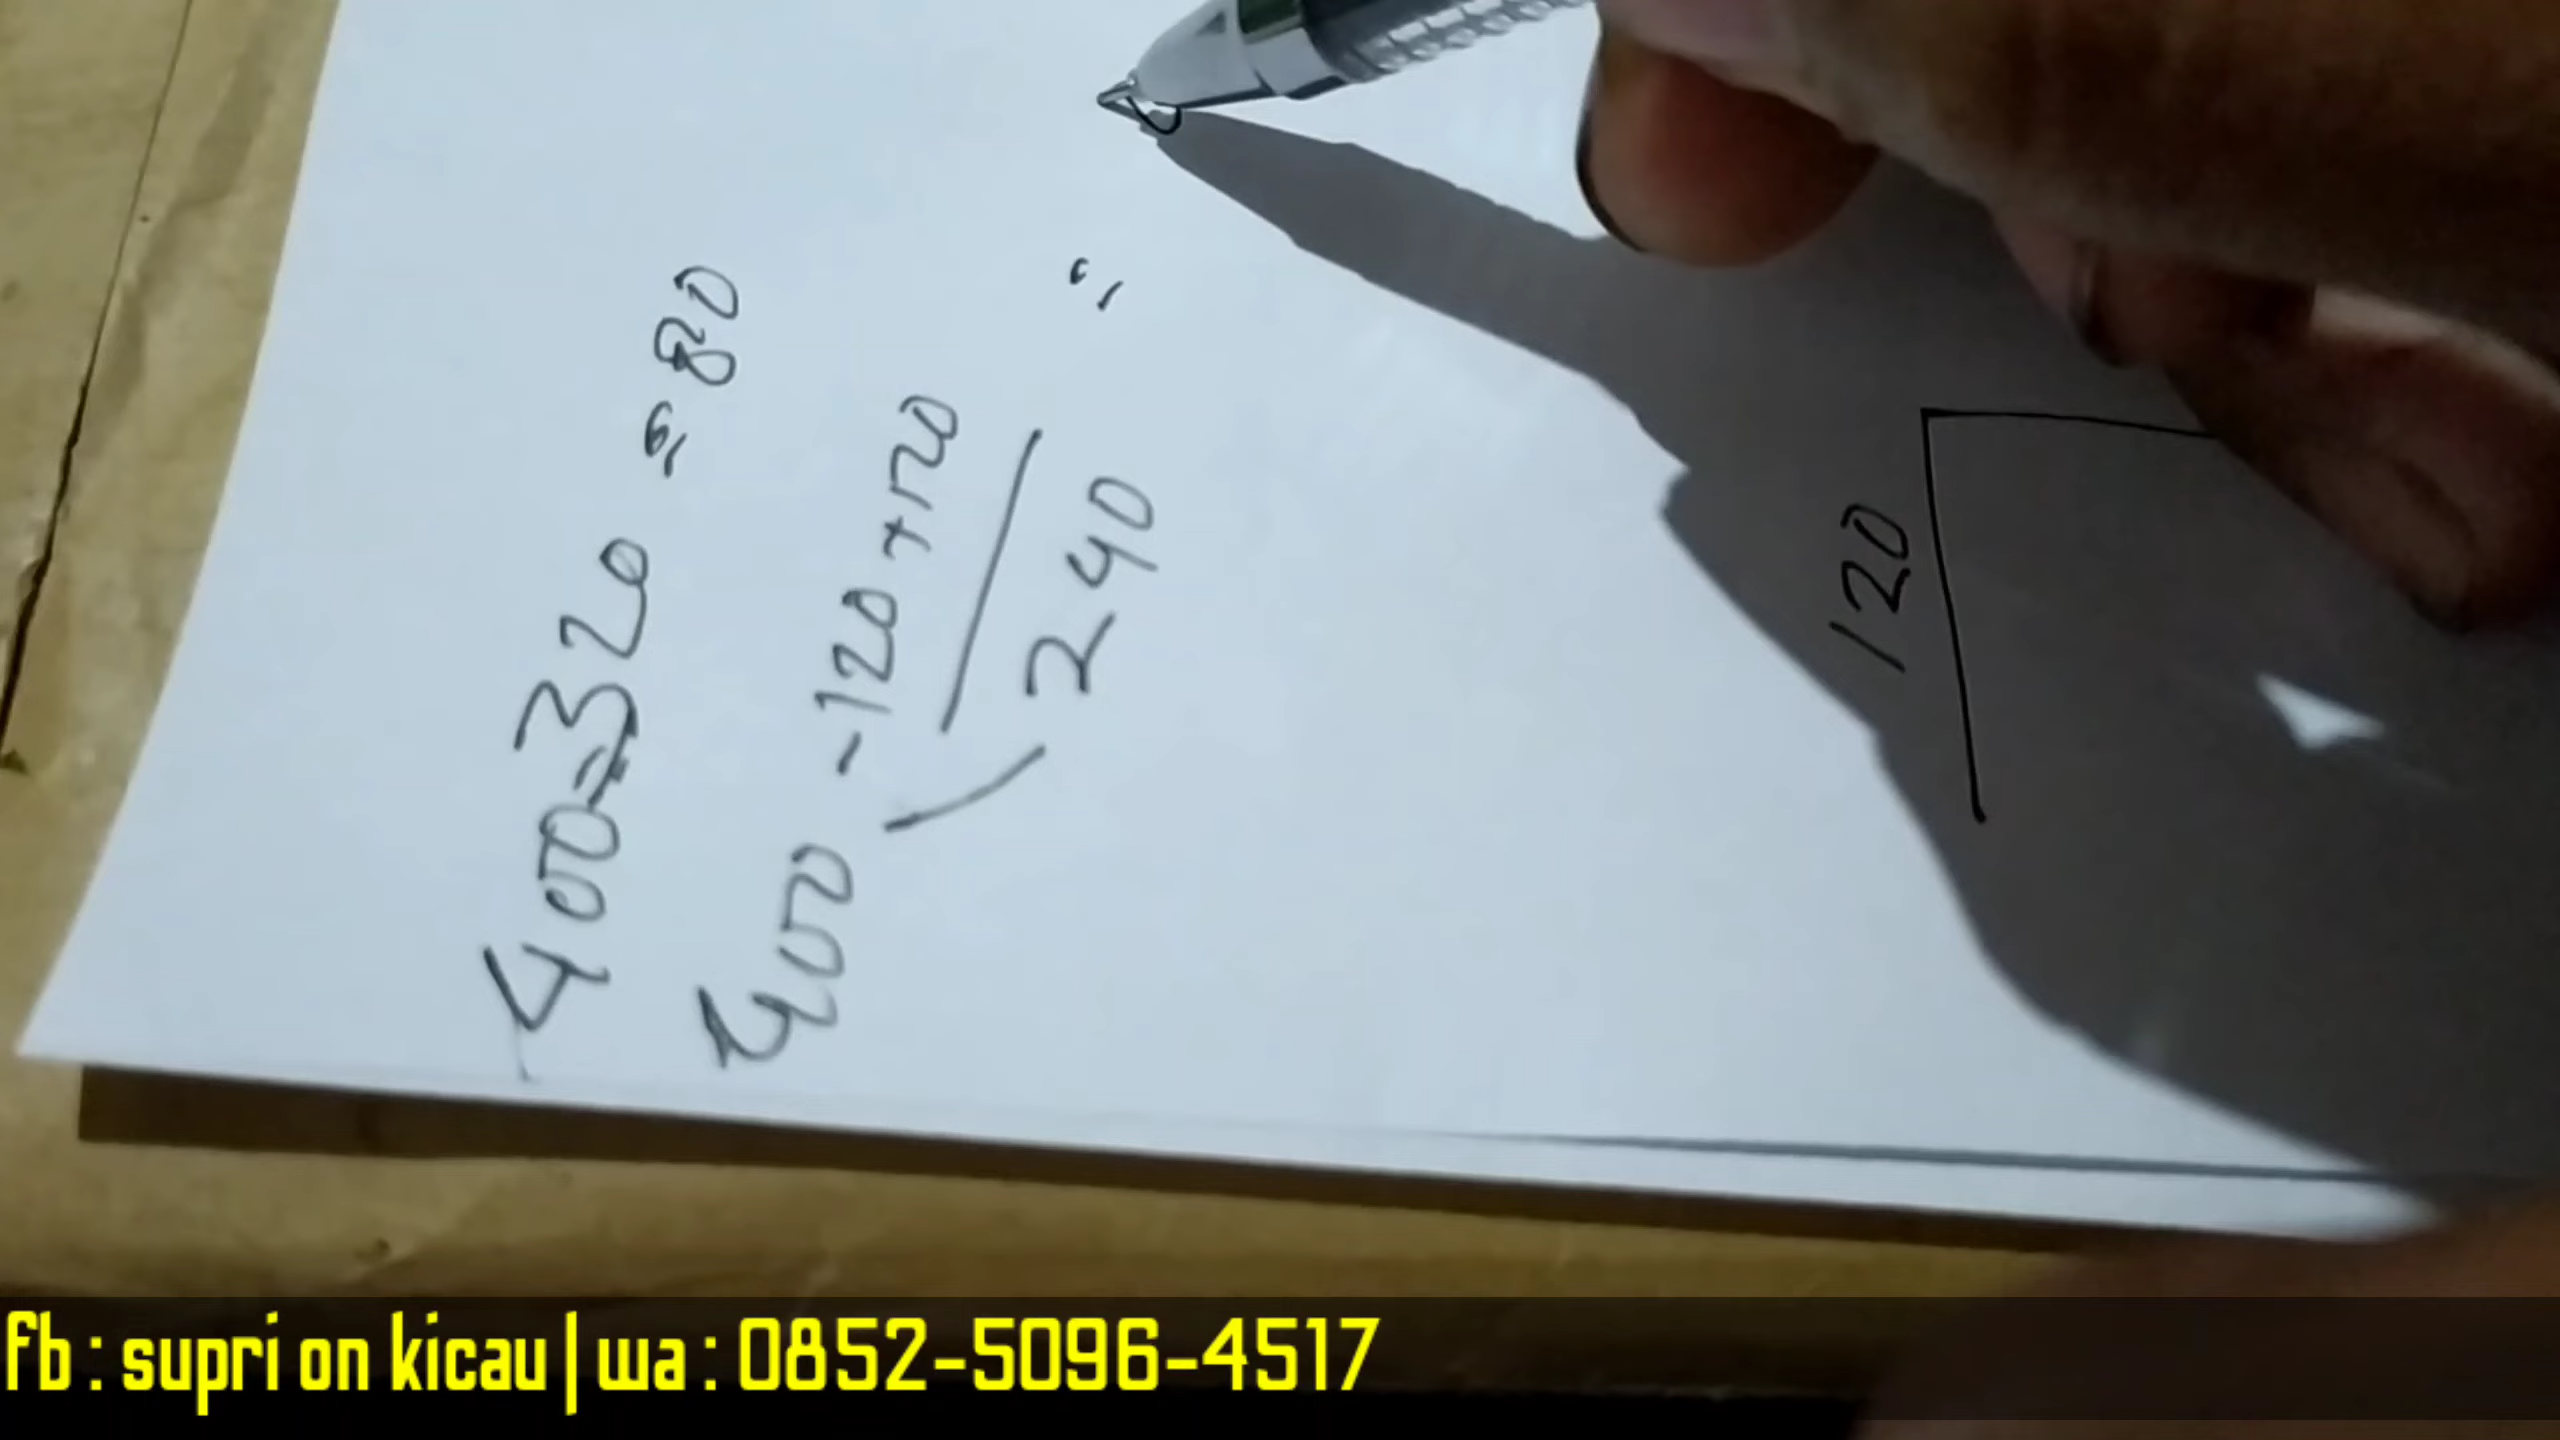 400-320 = 80
400 -120+120
240
=
120
fb : supri on kicau | wa : 0852-5096-4517